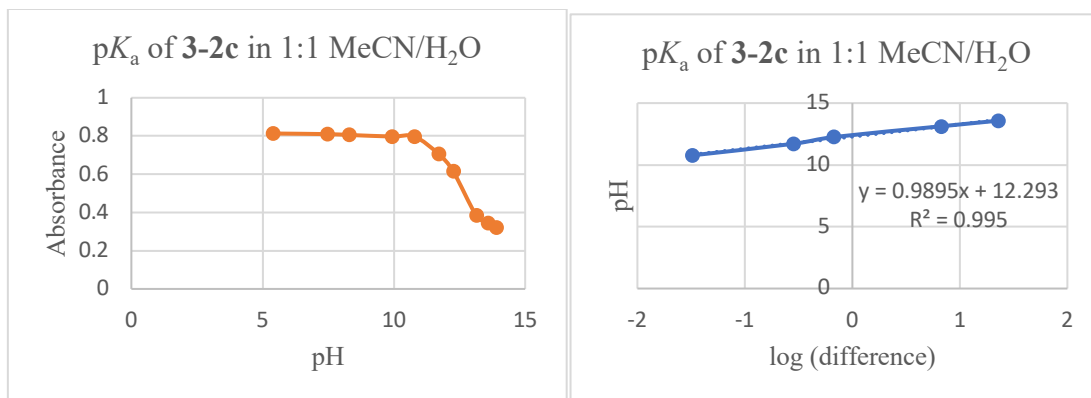 pKa of 3-2c in 1:1 MeCN/H2O
1
0.8
0.6
0.4
0.2
0
Absorbance
0
5
10
15
pH
pKa of 3-2c in 1:1 MeCN/H2O
15
10
5
0
pH
y = 0.9895x + 12.293
R² = 0.995
-2
-1
0
1
2
log (difference)